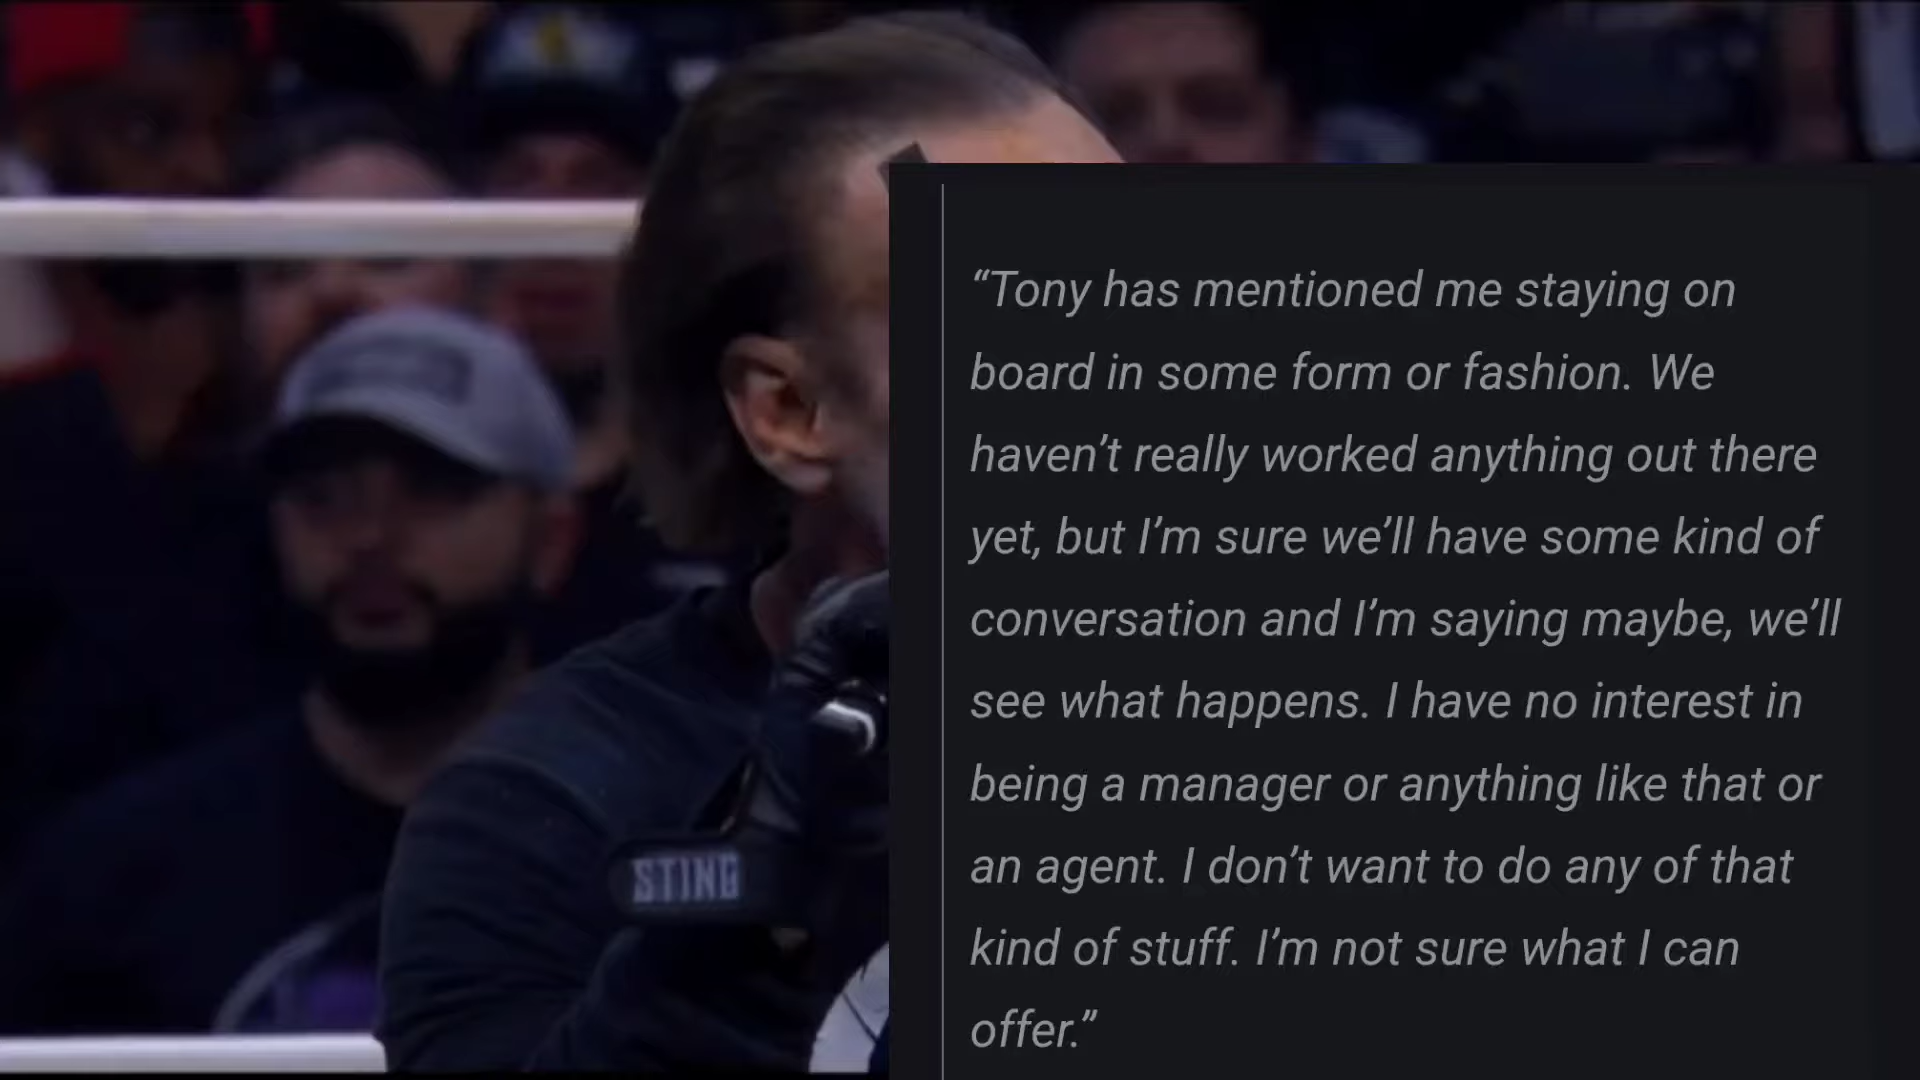 “Tony has mentioned me staying on
board in some form or fashion. We
haven’t really worked anything out there
yet, but I’m sure we’ll have some kind of
conversation and I’m saying maybe, we’ll
see what happens. I have no interest in
being a manager or anything like that or
an agent. I don’t want to do any of that
kind of stuff. I’m not sure what I can
offer.”
STING